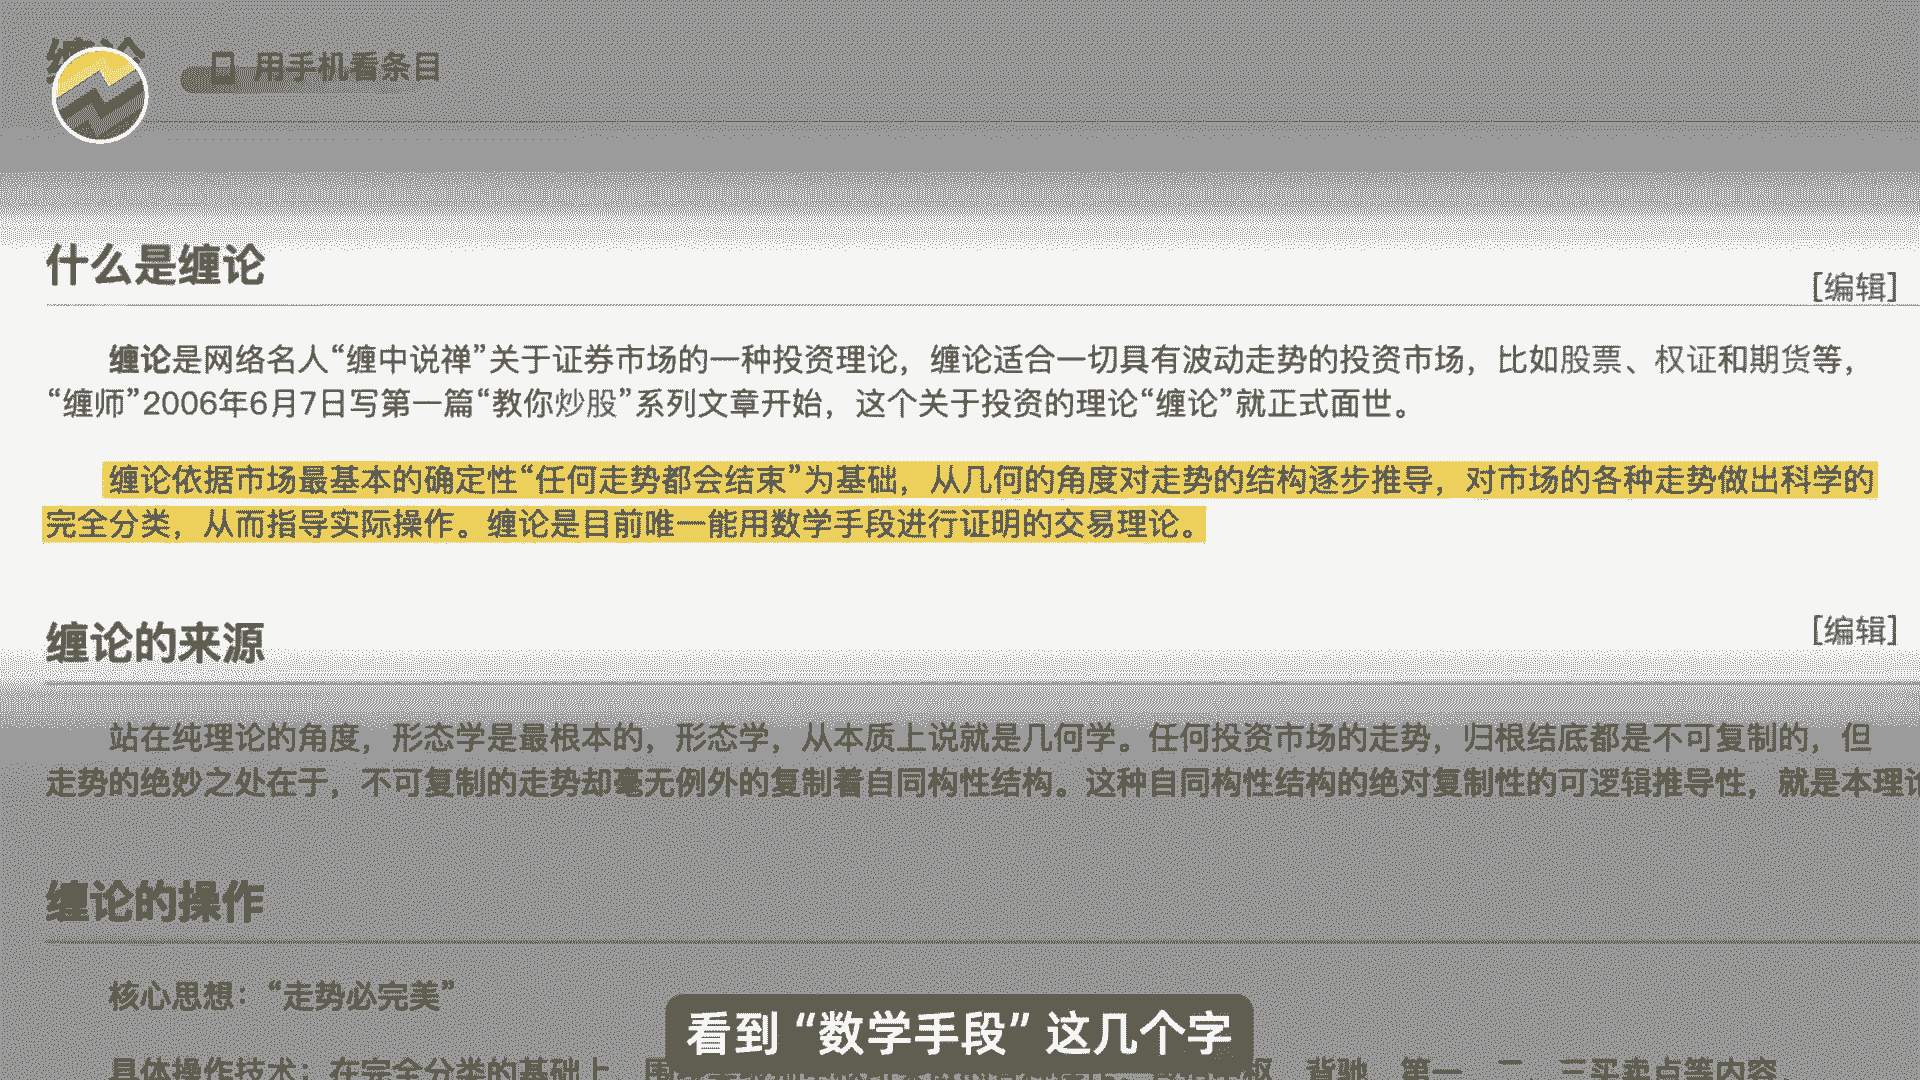 缠论
用手机看条目
什么是缠论
[编辑]
缠论是网络名人“缠中说禅”关于证券市场的一种投资理论，缠论适合一切具有波动走势的投资市场，比如股票、权证和期货等，
“缠师”2006年6月7日写第一篇“教你炒股”系列文章开始，这个关于投资的理论“缠论”就正式面世。
缠论依据市场最基本的确定性“任何走势都会结束”为基础，从几何的角度对走势的结构逐步推导，对市场的各种走势做出科学的
完全分类，从而指导实际操作。缠论是目前唯一能用数学手段进行证明的交易理论。
缠论的来源
[编辑]
站在纯理论的角度，形态学是最根本的，形态学，从本质上说就是几何学。任何投资市场的走势，归根结底都是不可复制的，但
走势的绝妙之处在于，不可复制的走势却毫无例外的复制着自同构性结构。这种自同构性结构的绝对复制性的可逻辑推导性，就是本理论
缠论的操作
核心思想：“走势必完美”
看到 “数学手段” 这几个字
具体操作技术：在完全分类的基础上 背驰 第一、二、三买卖点等内容